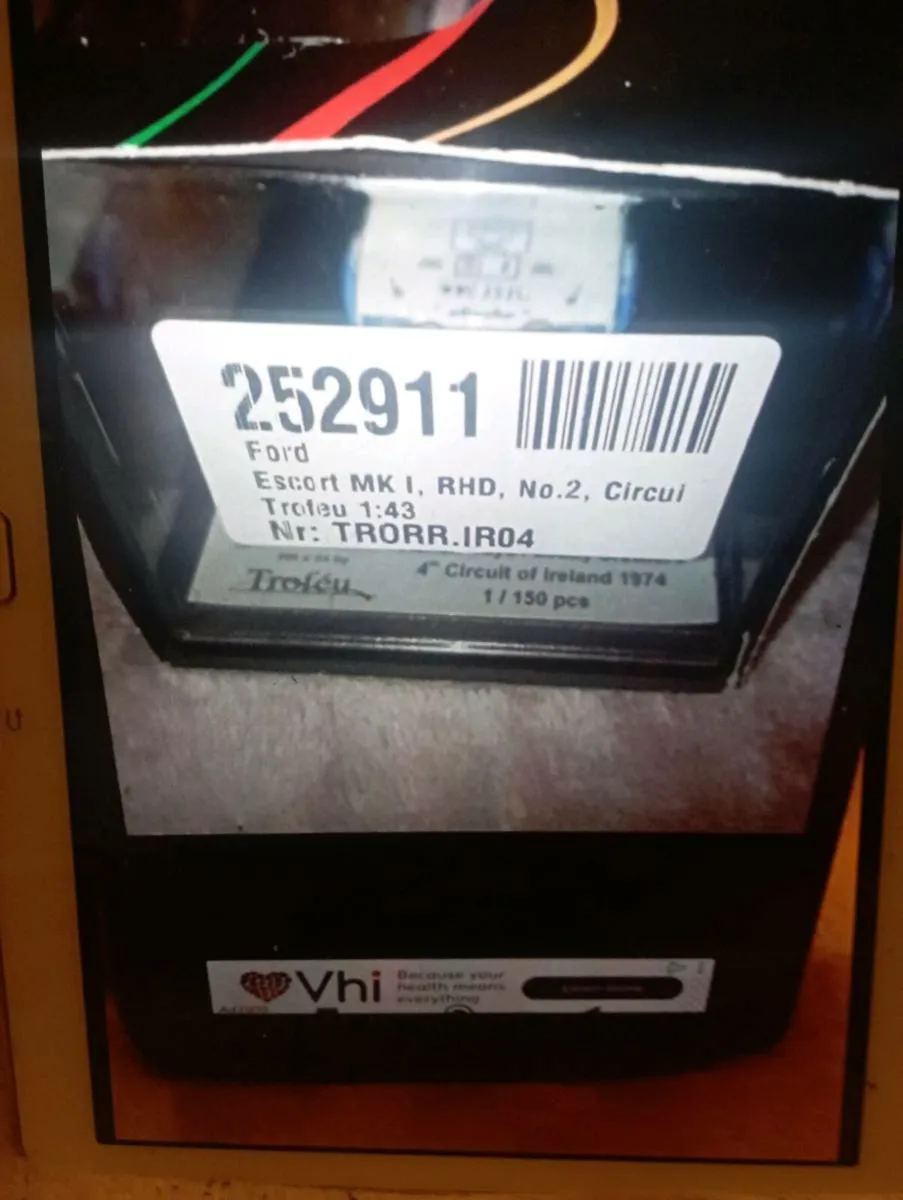 252911
Ford
Escort MK I, RHD, No.2, Circui
Trofeu 1:43
Nr: TRORR.IR04
Troféu
4th Circuit of Ireland 1974
1 / 150 pcs
Vhi
Because your
health means
everything